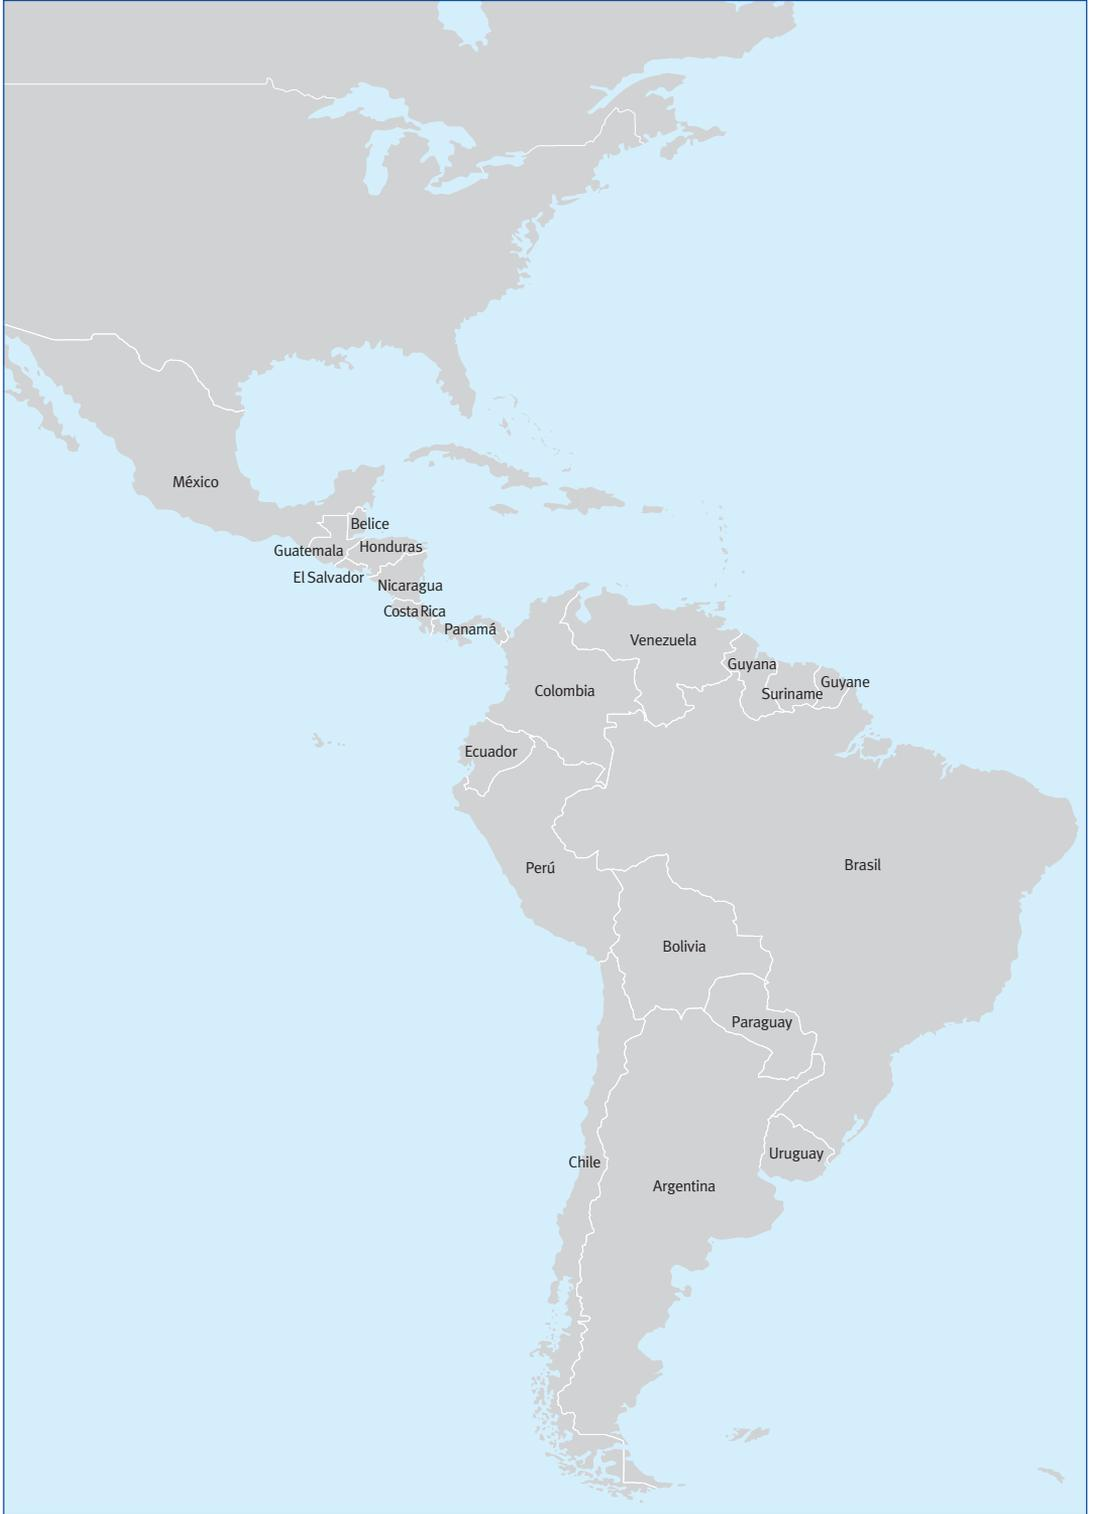 México
Belice
Guatemala
Honduras
El Salvador
Nicaragua
Costa Rica
Panamá
Venezuela
Guyana
Guyane
Suriname
Colombia
Ecuador
Perú
Brasil
Bolivia
Paraguay
Uruguay
Chile
Argentina